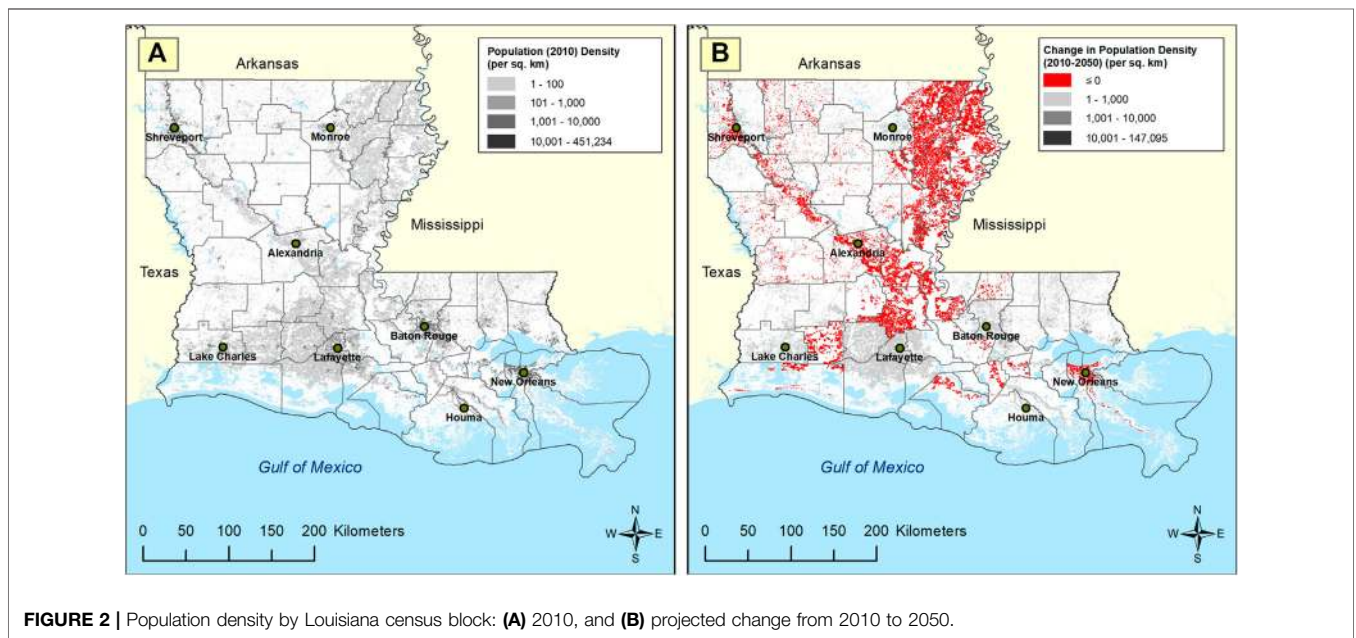 A
Arkansas
Population (2010) Density
(per sq. km)
1 - 100
101 - 1,000
1,001 - 10,000
10,001 - 451,234
Shreveport
Monroe
Mississippi
Alexandria
Texas
Baton Rouge
Lake Charles
Lafayette
New Orleans
Houma
Gulf of Mexico
0 50 100 150 200 Kilometers
N
W E
S
B
Arkansas
Change in Population Density
(2010-2050) (per sq. km)
≤ 0
1 - 1,000
1,001 - 10,000
10,001 - 147,095
Shreveport
Monroe
Mississippi
Alexandria
Texas
Baton Rouge
Lake Charles
Lafayette
New Orleans
Houma
Gulf of Mexico
0 50 100 150 200 Kilometers
N
W E
S
FIGURE 2 | Population density by Louisiana census block: (A) 2010, and (B) projected change from 2010 to 2050.